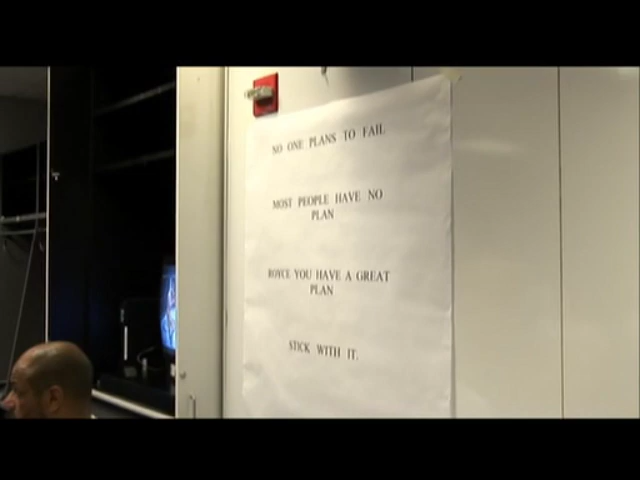 NO ONE PLANS TO FAIL
MOST PEOPLE HAVE NO
PLAN
ROYCE YOU HAVE A GREAT
PLAN
STICK WITH IT.